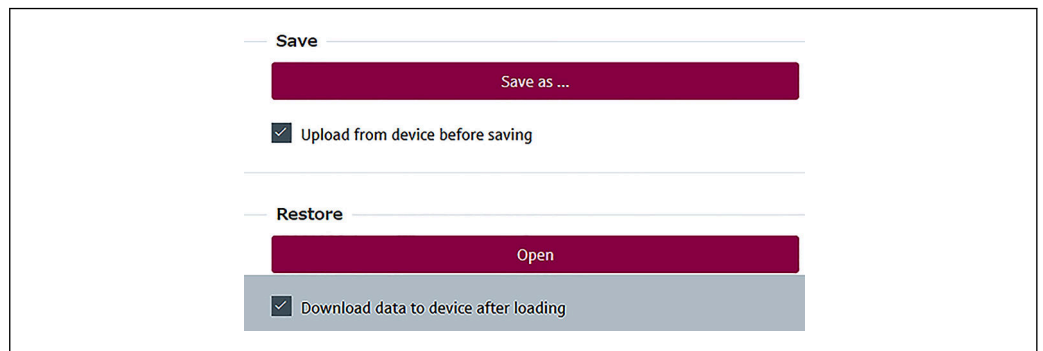 Save
Save as ...
Upload from device before saving
Restore
Open
Download data to device after loading